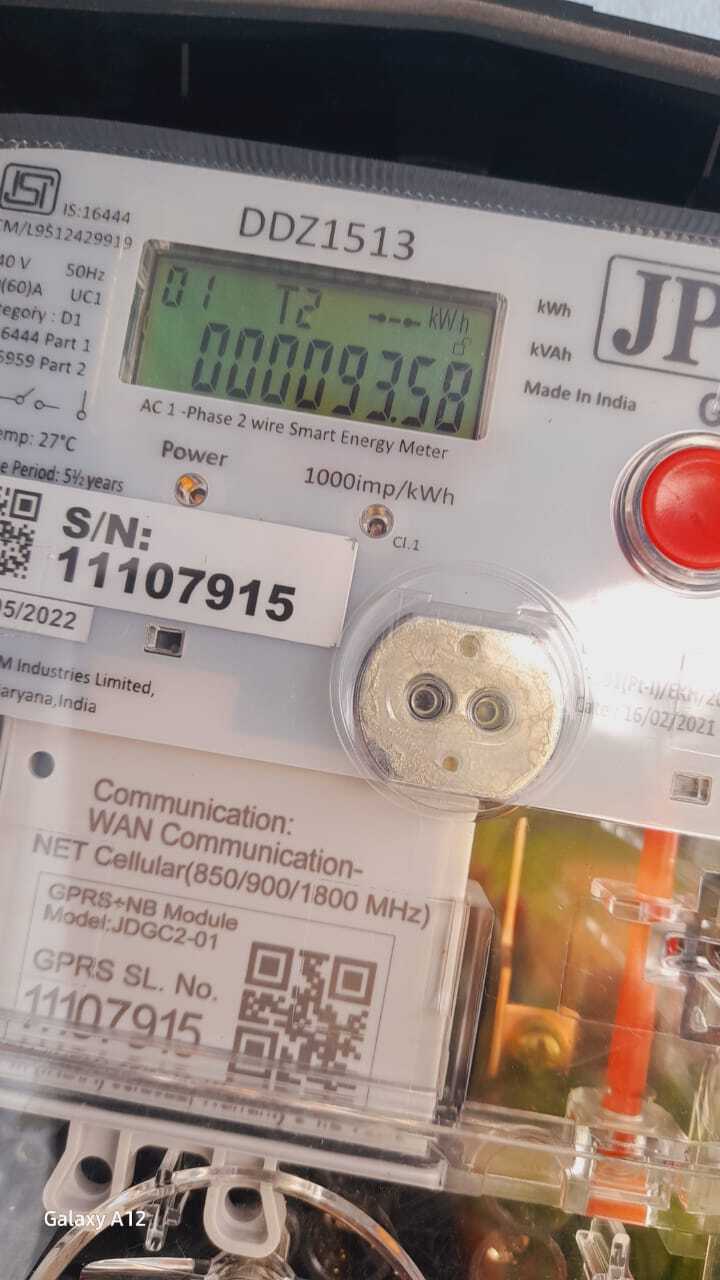 IS:16444
CM/L9512429919
DDZ1513
40 V 50Hz
(60)A UC1
tegory : D1
6444 Part 1
5959 Part 2
emp: 27°C
e Period: 5½ years
01 T2 kWh
000093.58
kWh
kVAh
Made In India
JP
AC 1 -Phase 2 wire Smart Energy Meter
Power
1000imp/kWh
Cl.1
S/N:
11107915
05/2022
M Industries Limited,
aryana,India
Date : 16/02/2021
Communication:
WAN Communication-
NET Cellular(850/900/1800 MHz)
GPRS+NB Module
Model:JDGC2-01
GPRS SL. No.
11107915
Galaxy A12